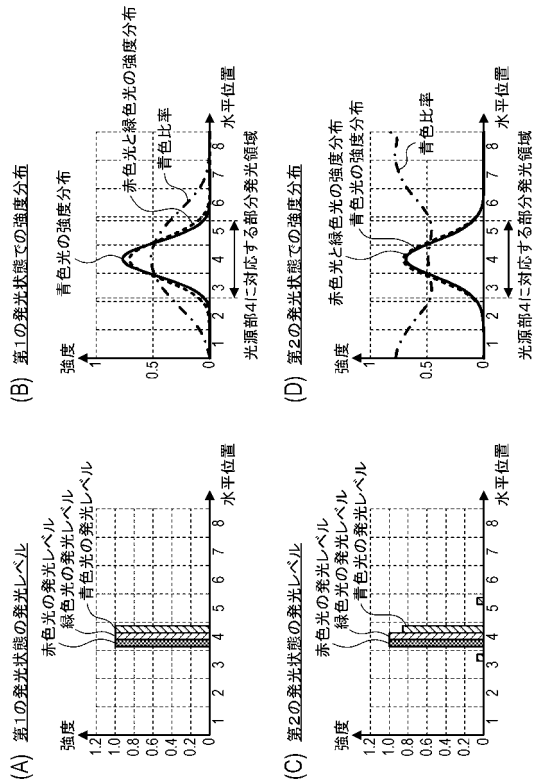 (A) 第1の発光状態の発光レベル
強度
赤色光の発光レベル
緑色光の発光レベル
青色光の発光レベル
1.2
1.0
0.8
0.6
0.4
0.2
0
1 2 3 4 5 6 7 8
水平位置
(B) 第1の発光状態での強度分布
強度
青色光の強度分布
赤色光と緑色光の強度分布
青色比率
1
0.5
0
1 2 3 4 5 6 7 8
水平位置
光源部4に対応する部分発光領域
(C) 第2の発光状態の発光レベル
強度
赤色光の発光レベル
緑色光の発光レベル
青色光の発光レベル
1.2
1.0
0.8
0.6
0.4
0.2
0
1 2 3 4 5 6 7 8
水平位置
(D) 第2の発光状態での強度分布
強度
赤色光と緑色光の強度分布
青色光の強度分布
青色比率
1
0.5
0
1 2 3 4 5 6 7 8
水平位置
光源部4に対応する部分発光領域